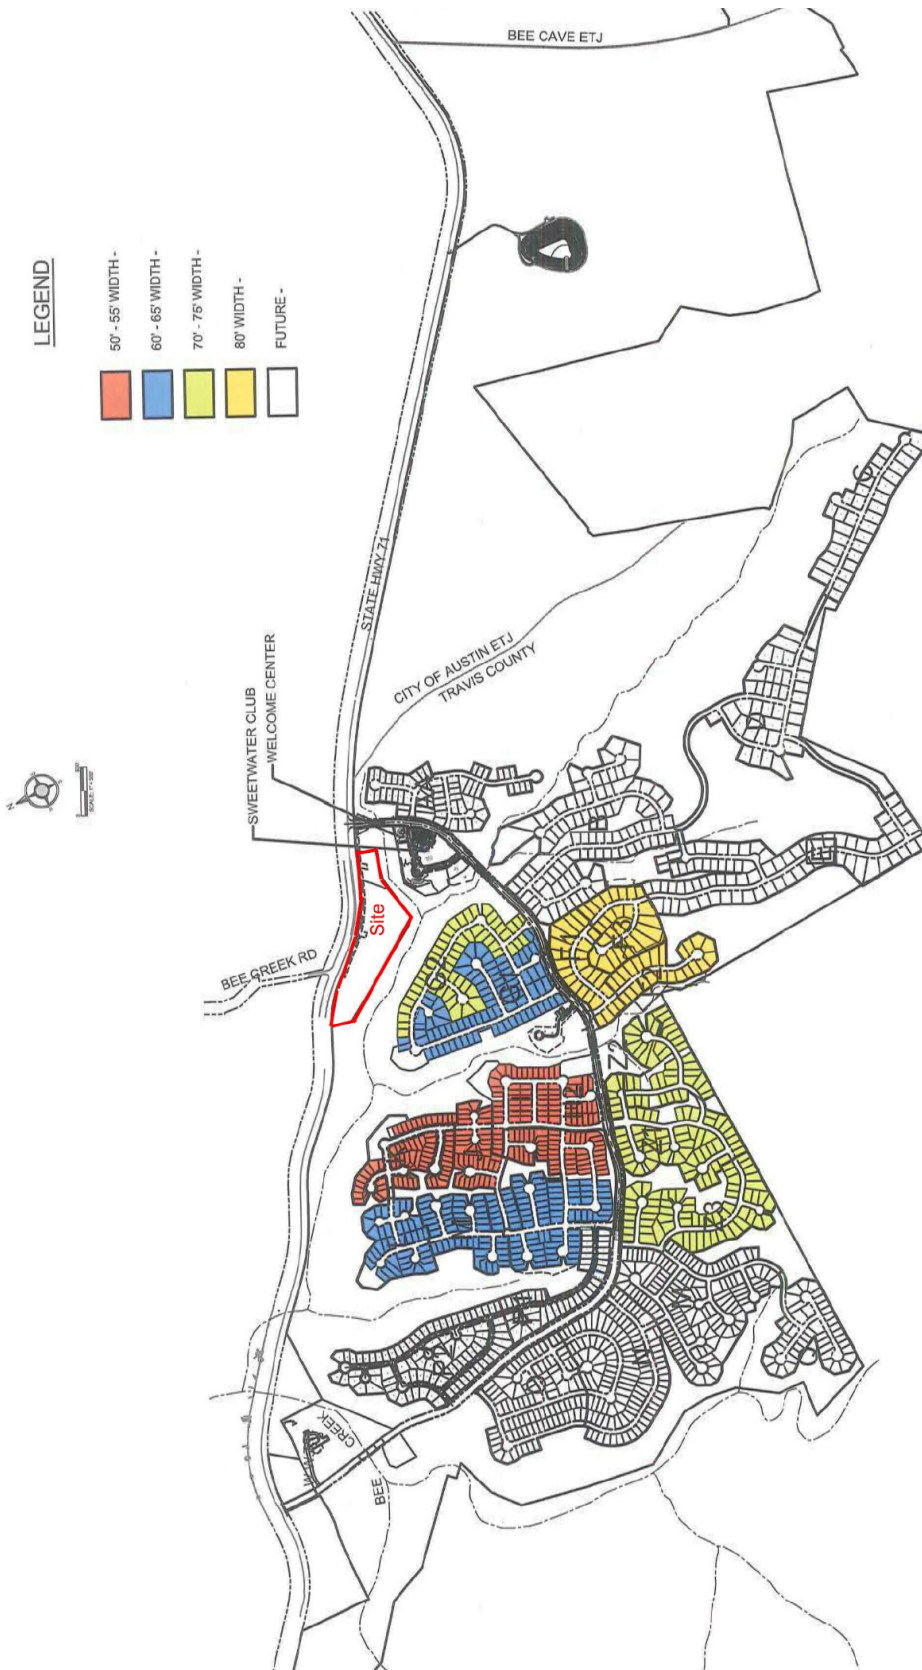 BEE CAVE ETJ
LEGEND
50' - 55' WIDTH -
60' - 65' WIDTH -
70' - 75' WIDTH -
80' WIDTH -
FUTURE -
STATE HWY 71
CITY OF AUSTIN ETJ
TRAVIS COUNTY
SWEETWATER CLUB
WELCOME CENTER
N
Site
BEE CREEK RD
Z2
BEE
CREEK